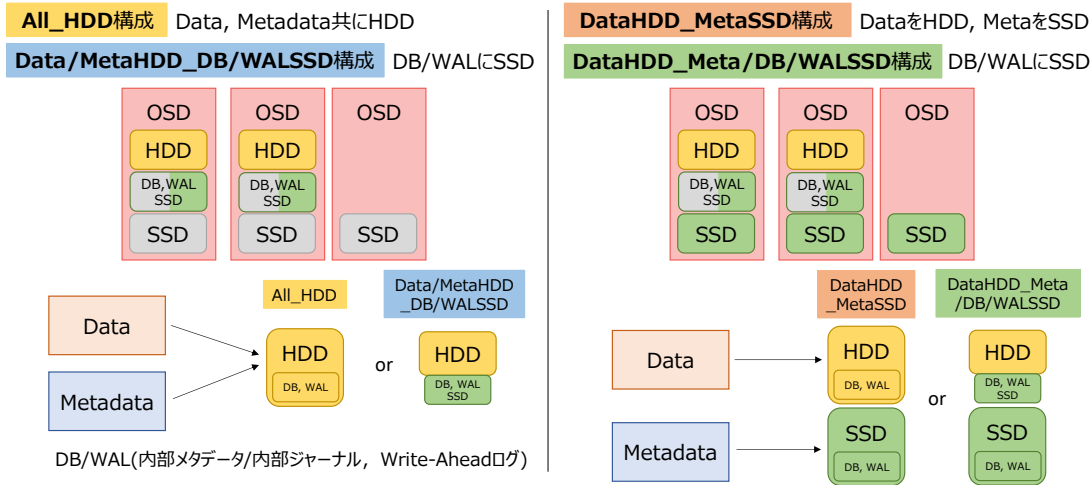 All_HDD構成 Data, Metadata共にHDD
Data/MetaHDD_DB/WALSSD構成 DB/WALにSSD
OSD OSD OSD
HDD HDD
DB,WAL SSD DB,WAL SSD
SSD SSD SSD
All_HDD
Data/MetaHDD
_DB/WALSSD
Data
Metadata
HDD
DB, WAL
or
HDD
DB, WAL
SSD
DB/WAL(内部メタデータ/内部ジャーナル, Write-Aheadログ)
DataHDD_MetaSSD構成 DataをHDD, MetaをSSD
DataHDD_Meta/DB/WALSSD構成 DB/WALにSSD
OSD OSD OSD
HDD HDD
DB,WAL SSD DB,WAL SSD
SSD SSD SSD
DataHDD
_MetaSSD
DataHDD_Meta
/DB/WALSSD
Data
Metadata
HDD
DB, WAL
SSD
DB, WAL
or
HDD
DB, WAL
SSD
SSD
DB, WAL